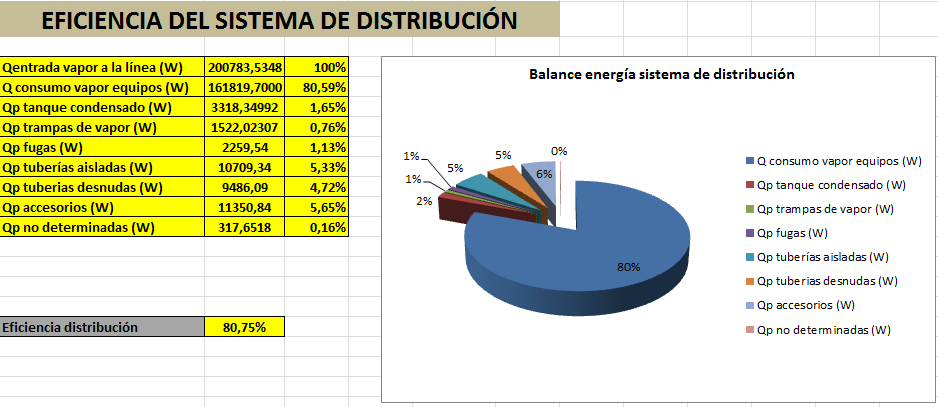 EFICIENCIA DEL SISTEMA DE DISTRIBUCIÓN
Qentrada vapor a la línea (W) 200783,5348 100%
Q consumo vapor equipos (W) 161819,7000 80,59%
Qp tanque condensado (W) 3318,34992 1,65%
Qp trampas de vapor (W) 1522,02307 0,76%
Qp fugas (W) 2259,54 1,13%
Qp tuberías aisladas (W) 10709,34 5,33%
Qp tuberias desnudas (W) 9486,09 4,72%
Qp accesorios (W) 11350,84 5,65%
Qp no determinadas (W) 317,6518 0,16%
Eficiencia distribución 80,75%
Balance energía sistema de distribución
0%
1%
5%
5%
6%
1%
2%
80%
Q consumo vapor equipos (W)
Qp tanque condensado (W)
Qp trampas de vapor (W)
Qp fugas (W)
Qp tuberías aisladas (W)
Qp tuberias desnudas (W)
Qp accesorios (W)
Qp no determinadas (W)